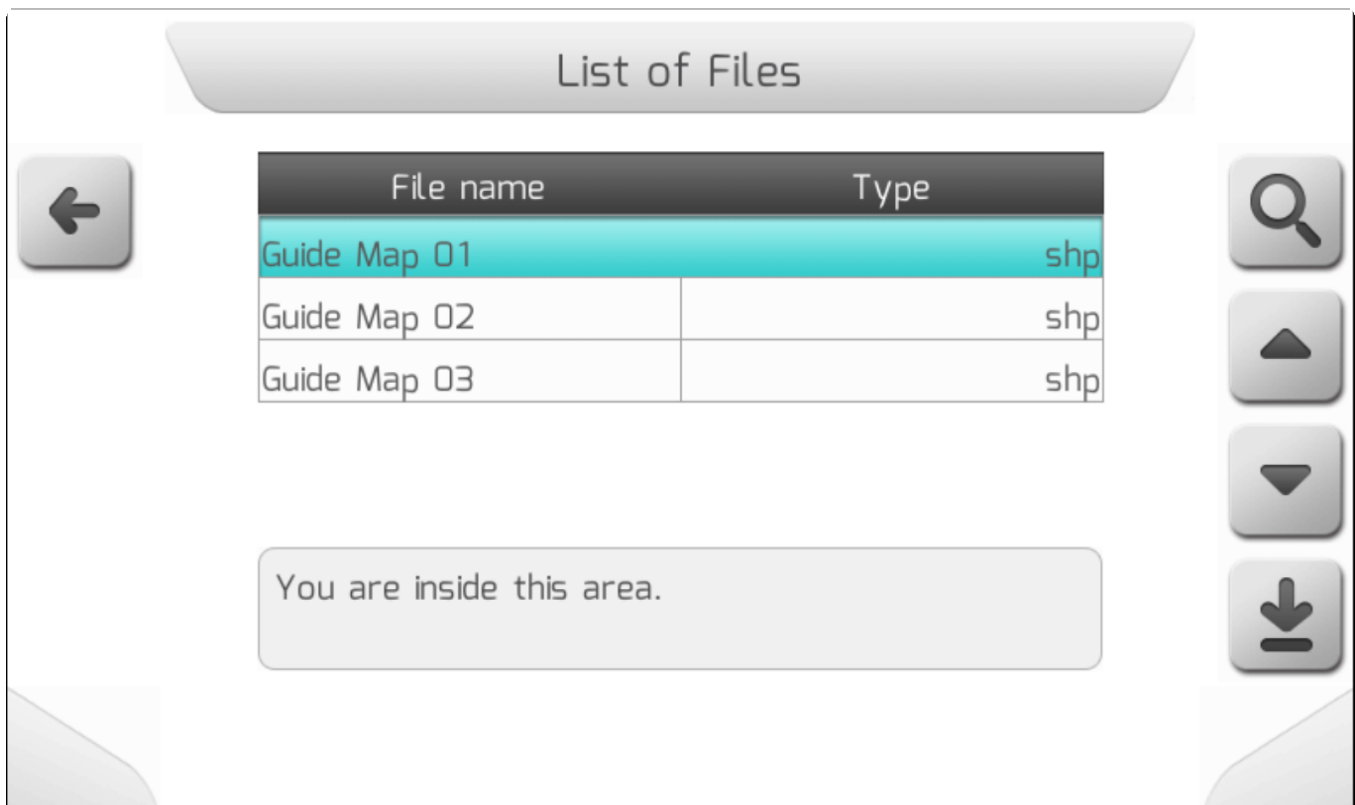 List of Files
File name Type
Guide Map 01 shp
Guide Map 02 shp
Guide Map 03 shp
You are inside this area.